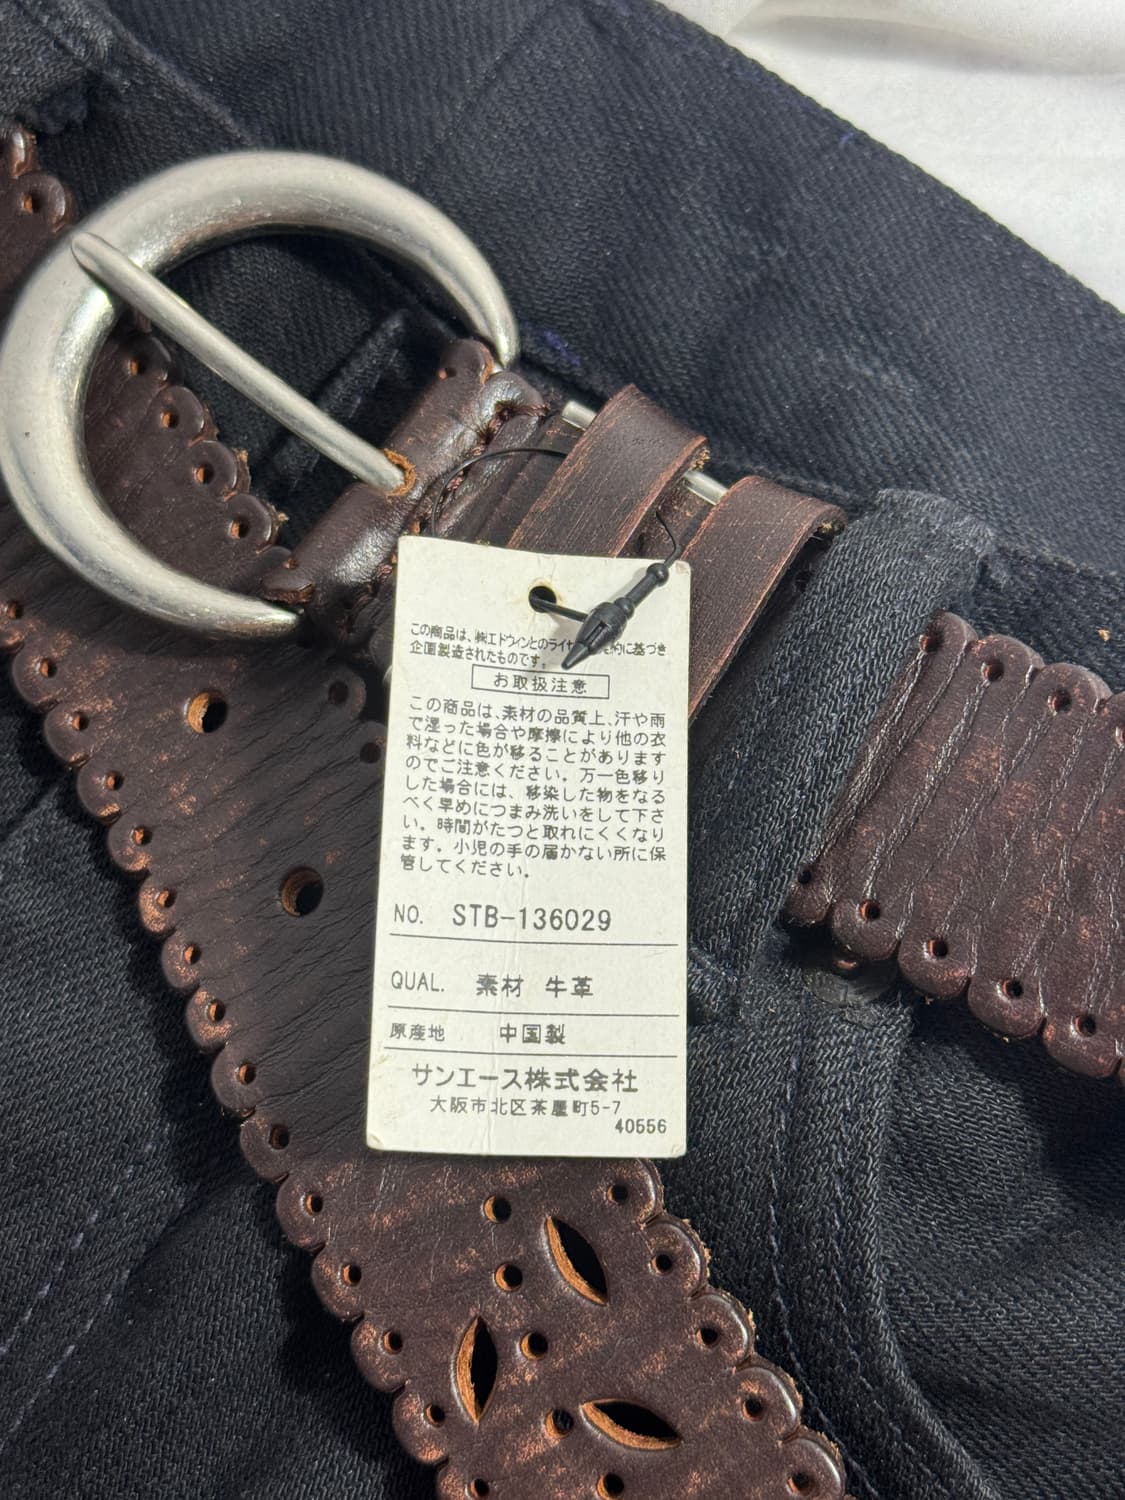 この商品は、㈱エドウィンとのライセ 約に基づき
企画製造されたものです。
お取扱注意
この商品は、素材の品質上、汗や雨
で湿った場合や摩擦により他の衣
料などに色が移ることがあります
のでご注意ください。万一色移り
した場合には、移染した物をなる
べく早めにつまみ洗いをして下さ
い。時間がたつと取れにくくなり
ます。小児の手の届かない所に保
管してください。
NO. STB-136029
QUAL. 素材 牛革
原産地 中国製
サンエース株式会社
大阪市北区茶屋町5-7
40556